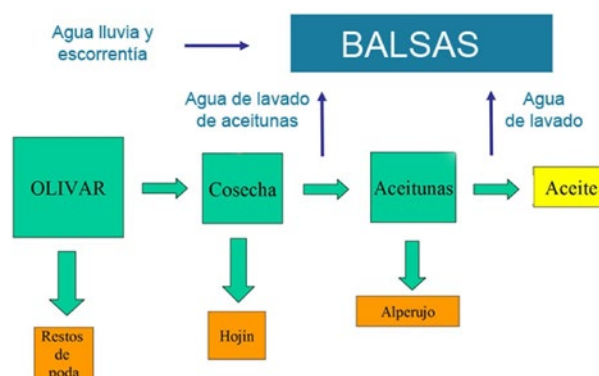 Agua lluvia y
escorrentía
BALSAS
Agua de lavado
de aceitunas
Agua
de lavado
OLIVAR
Cosecha
Aceitunas
Aceite
Restos
de
poda
Hojín
Alperujo